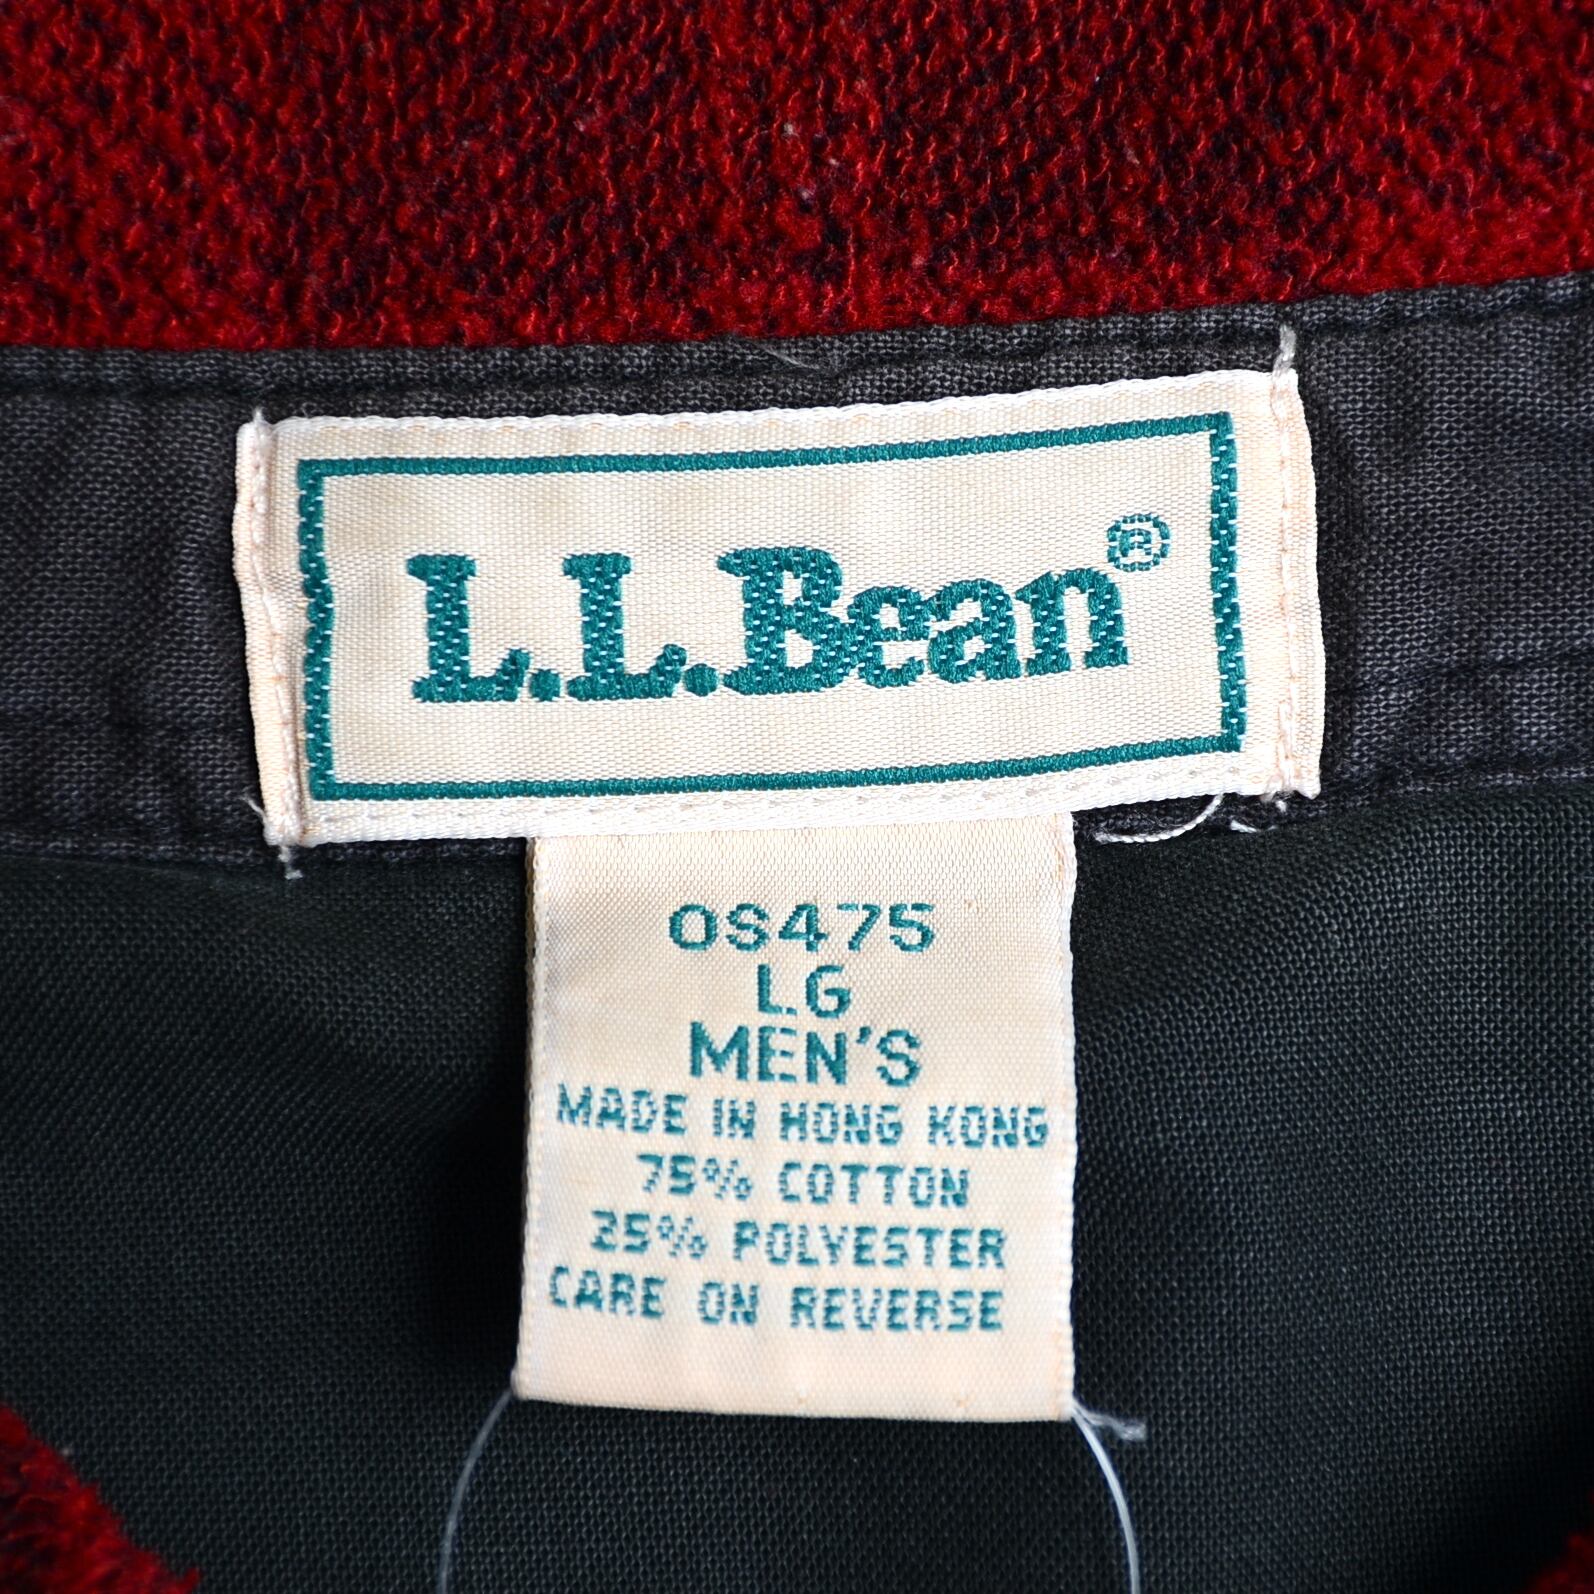 L.L.Bean®
OS475
LG
MEN'S
MADE IN HONG KONG
75% COTTON
25% POLYESTER
CARE ON REVERSE